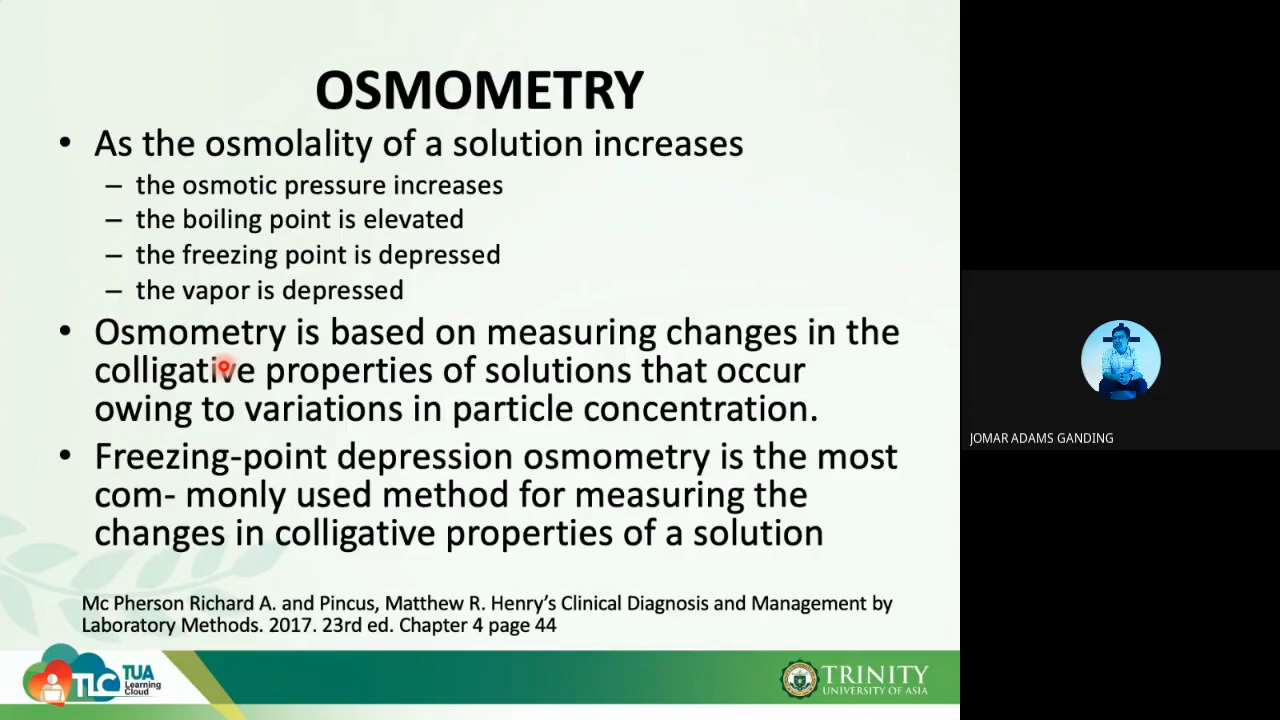 OSMOMETRY
• As the osmolality of a solution increases
– the osmotic pressure increases
– the boiling point is elevated
– the freezing point is depressed
– the vapor is depressed
• Osmometry is based on measuring changes in the
colligative properties of solutions that occur
owing to variations in particle concentration.
• Freezing-point depression osmometry is the most
com- monly used method for measuring the
changes in colligative properties of a solution
Mc Pherson Richard A. and Pincus, Matthew R. Henry's Clinical Diagnosis and Management by
Laboratory Methods. 2017. 23rd ed. Chapter 4 page 44
TLC TUA
Learning
Cloud
TRINITY
UNIVERSITY OF ASIA
JOMAR ADAMS GANDING